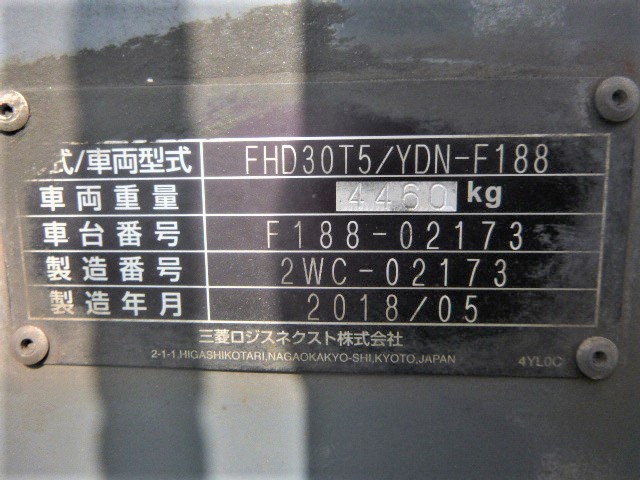 式/車両型式 FHD30T5/YDN-F188
車両重量 4460 kg
車台番号 F188-02173
製造番号 2WC-02173
製造年月 2018/05
三菱ロジスネクスト株式会社
2-1-1,HIGASHIKOTARI,NAGAOKAKYO-SHI,KYOTO,JAPAN 4YL0C